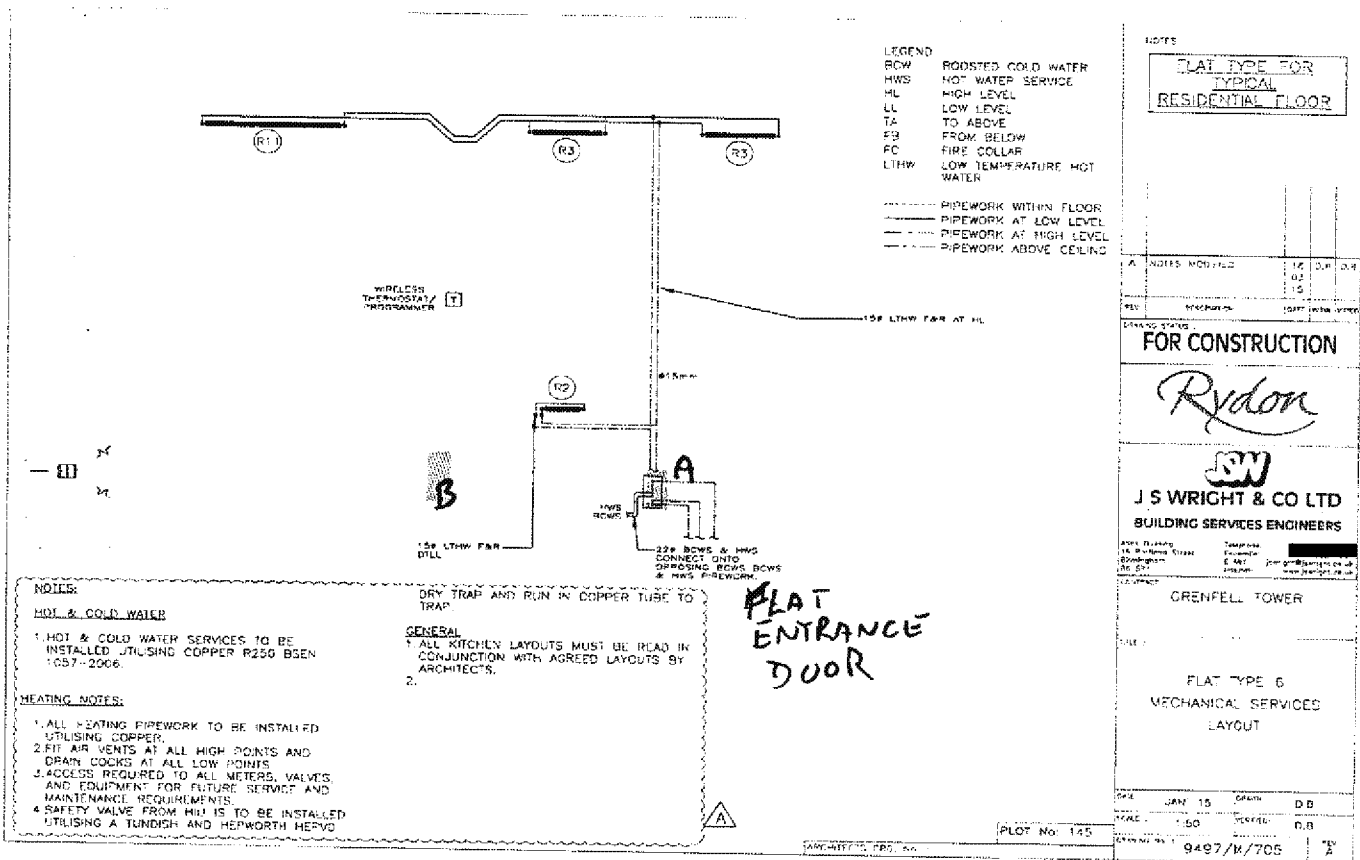 LEGEND
BCW BOOSTED COLD WATER
HWS HOT WATER SERVICE
HL HIGH LEVEL
LL LOW LEVEL
TA TO ABOVE
FB FROM BELOW
FC FIRE COLLAR
LTHW LOW TEMPERATURE HOT
WATER
PIPEWORK WITHIN FLOOR
PIPEWORK AT LOW LEVEL
PIPEWORK AT HIGH LEVEL
PIPEWORK ABOVE CEILING
R11
R3
R3
WIRELESS
THERMOSTAT/
PROGRAMMER
T
15ø LTHW F&R AT HL
ø15mm
R2
A
B
HWS
BCWS
15ø LTHW F&R
DTLL
22ø BCWS & HWS
CONNECT ONTO
OPPOSING BCWS BCWS
& HWS PIPEWORK.
FLAT
ENTRANCE
DOOR
NOTES:
HOT & COLD WATER
1. HOT & COLD WATER SERVICES TO BE
INSTALLED UTILISING COPPER R250 BSEN
1057-2006.
HEATING NOTES:
1. ALL HEATING PIPEWORK TO BE INSTALLED
UTILISING COPPER.
2. FIT AIR VENTS AT ALL HIGH POINTS AND
DRAIN COCKS AT ALL LOW POINTS
3. ACCESS REQUIRED TO ALL METERS, VALVES,
AND EQUIPMENT FOR FUTURE SERVICE AND
MAINTENANCE REQUIREMENTS.
4 SAFETY VALVE FROM HIU IS TO BE INSTALLED
UTILISING A TUNDISH AND HEPWORTH HEPVO
DRY TRAP AND RUN IN COPPER TUBE TO
TRAP.
GENERAL
1. ALL KITCHEN LAYOUTS MUST BE READ IN
CONJUNCTION WITH AGREED LAYOUTS BY
ARCHITECTS.
2.
A
PLOT No: 145
NOTES
FLAT TYPE FOR
TYPICAL
RESIDENTIAL FLOOR
A NOTES MODIFIED
DRAWING STATUS
FOR CONSTRUCTION
Rydon
JSW
J S WRIGHT & CO LTD
BUILDING SERVICES ENGINEERS
GRENFELL TOWER
FLAT TYPE 6
MECHANICAL SERVICES
LAYOUT
DATE JAN 15 DRAWN D.B
SCALE 1:50 D.B
9497/M/705